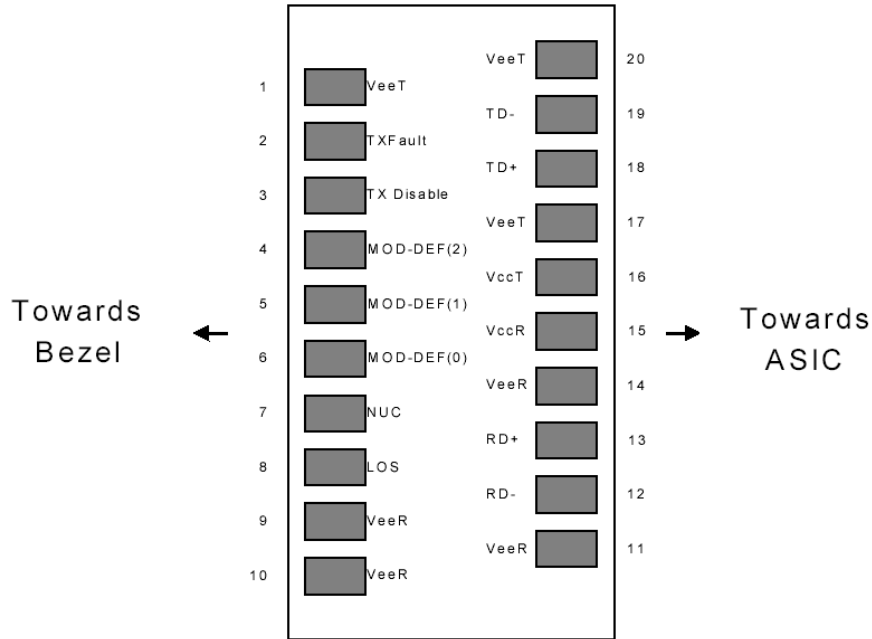 VeeT 20
1 VeeT
TD- 19
2 TXFault
TD+ 18
3 TX Disable
VeeT 17
4 MOD-DEF(2)
VccT 16
5 MOD-DEF(1)
Towards
Bezel
VccR 15
Towards
ASIC
6 MOD-DEF(0)
VeeR 14
7 NUC
RD+ 13
8 LOS
RD- 12
9 VeeR
VeeR 11
10 VeeR